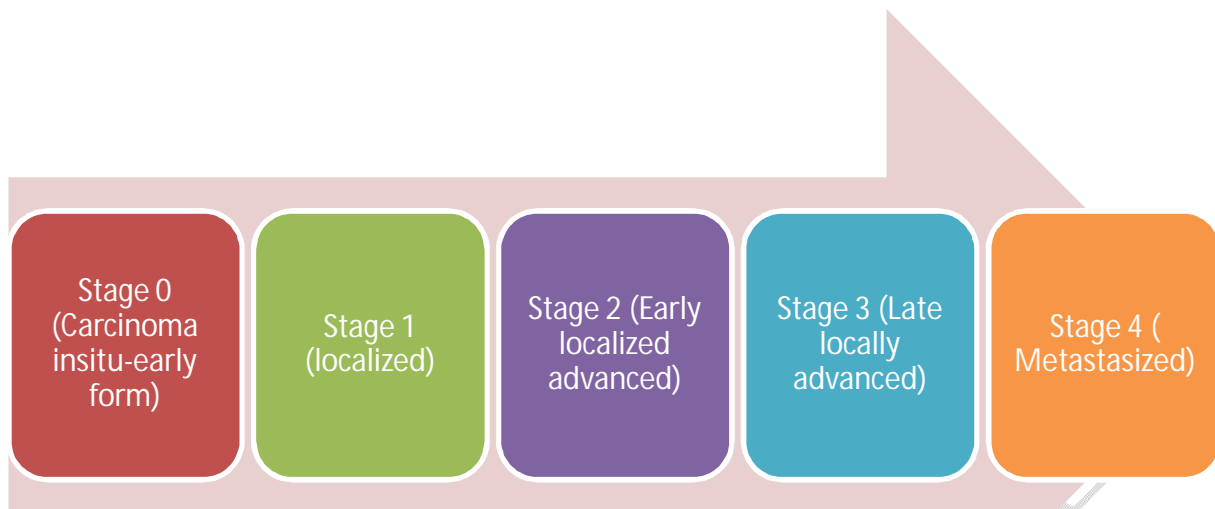 Stage 0
(Carcinoma
insitu-early
form)
Stage 1
(localized)
Stage 2 (Early
localized
advanced)
Stage 3 (Late
locally
advanced)
Stage 4 (
Metastasized)